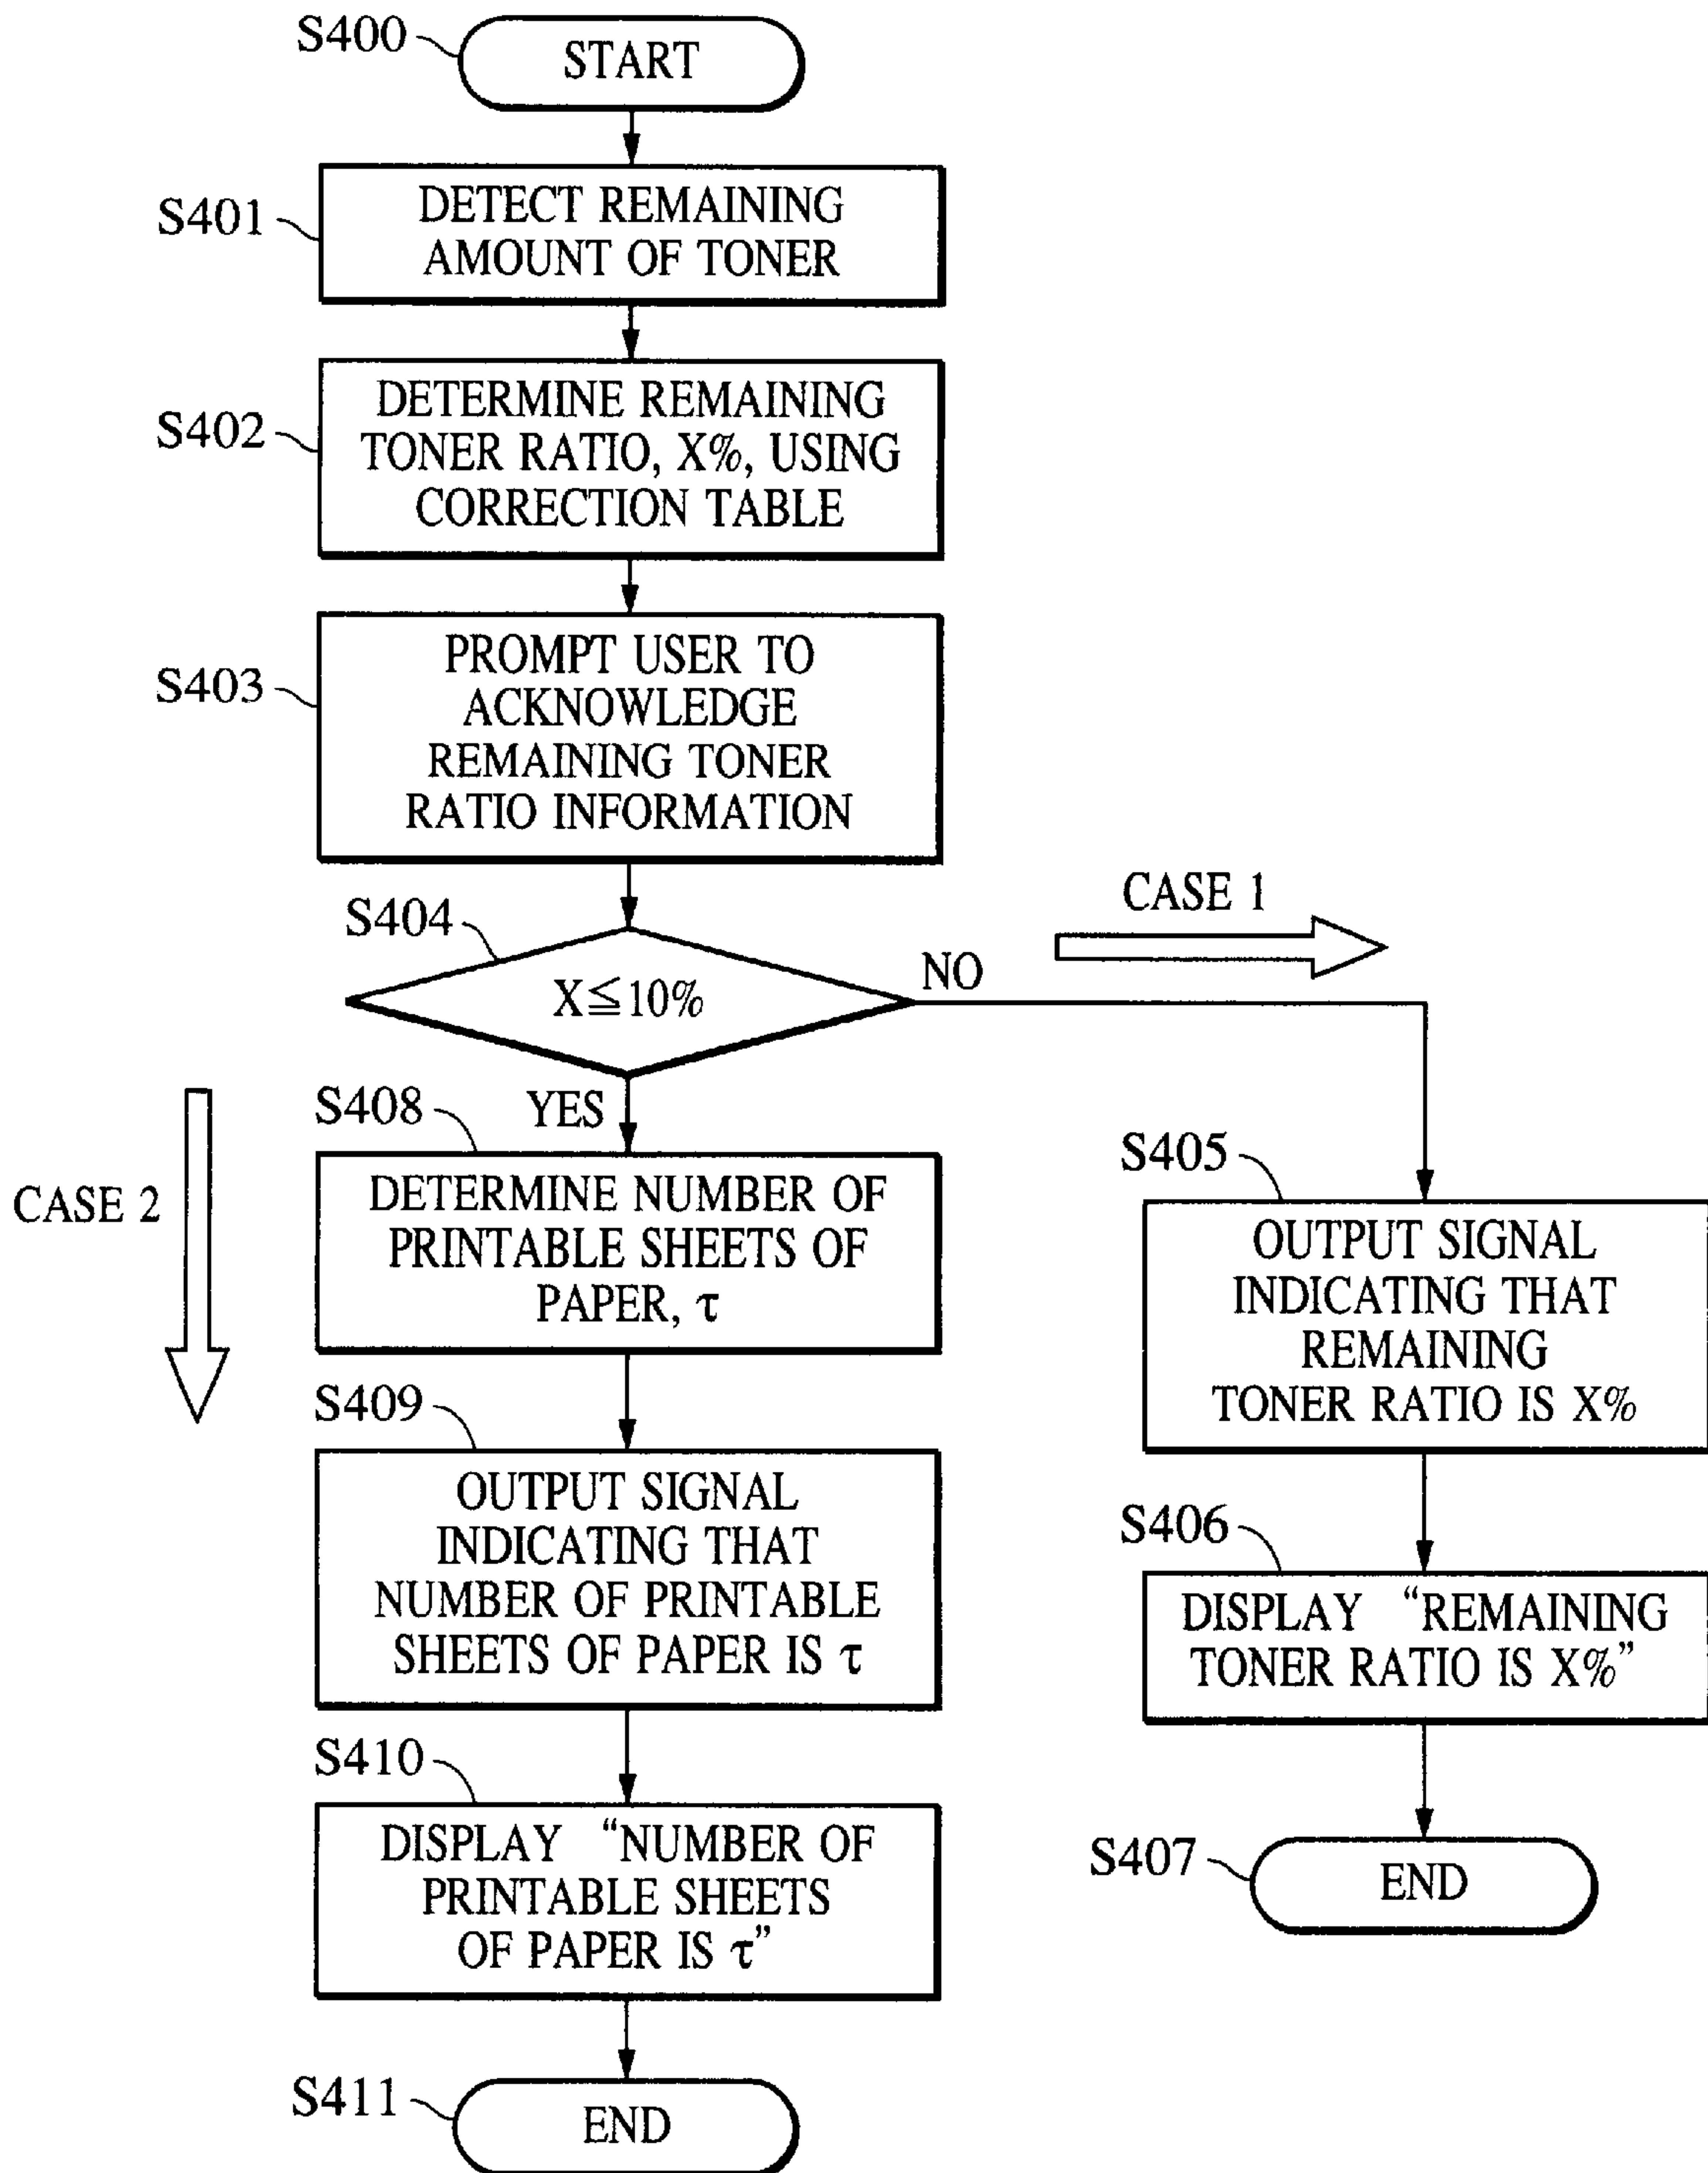 S400
START
S401
DETECT REMAINING
AMOUNT OF TONER
S402
DETERMINE REMAINING
TONER RATIO, X%, USING
CORRECTION TABLE
S403
PROMPT USER TO
ACKNOWLEDGE
REMAINING TONER
RATIO INFORMATION
S404
X≦10%
NO
CASE 1
YES
CASE 2
S405
OUTPUT SIGNAL
INDICATING THAT
REMAINING
TONER RATIO IS X%
S406
DISPLAY “REMAINING
TONER RATIO IS X%”
S407
END
S408
DETERMINE NUMBER OF
PRINTABLE SHEETS OF
PAPER, τ
S409
OUTPUT SIGNAL
INDICATING THAT
NUMBER OF PRINTABLE
SHEETS OF PAPER IS τ
S410
DISPLAY “NUMBER OF
PRINTABLE SHEETS
OF PAPER IS τ”
S411
END